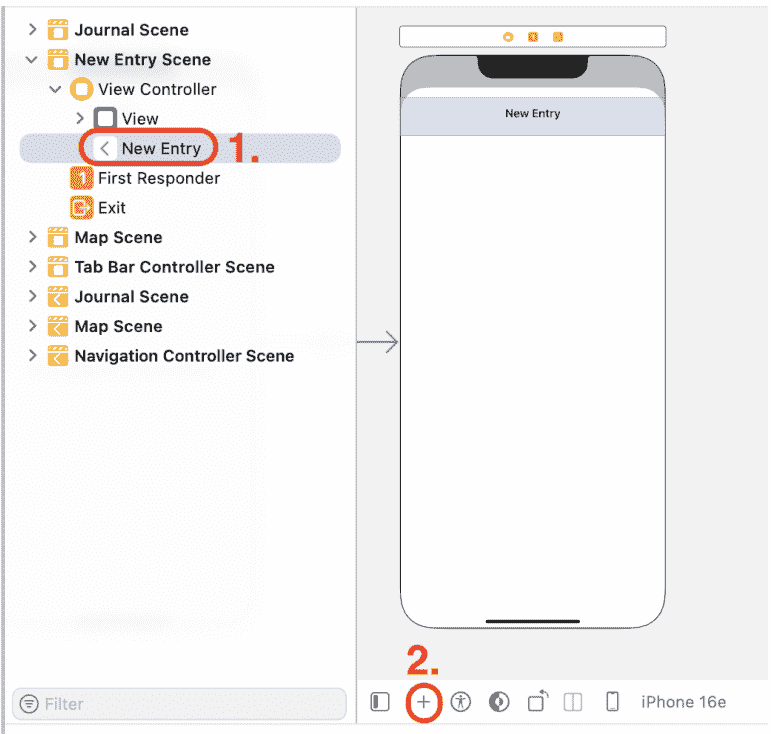 Journal Scene
New Entry Scene
View Controller
View
New Entry
1.
First Responder
Exit
Map Scene
Tab Bar Controller Scene
Journal Scene
Map Scene
Navigation Controller Scene
Filter
New Entry
2.
iPhone 16e